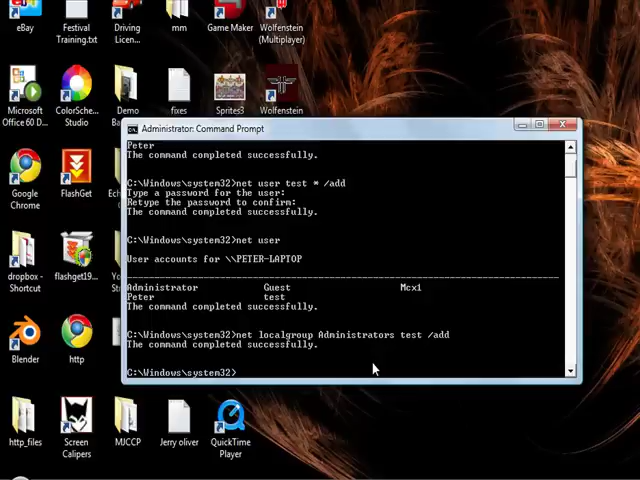 eBay
Festival
Training.txt
Driving
Licen...
mm
Game Maker
Wolfenstein
(Multiplayer)
Microsoft
Office 60 D...
ColorSche...
Studio
Demo
fixes
Sprites3
Wolfenstein
Administrator: Command Prompt
Peter
The command completed successfully.
C:\Windows\system32>net user test * /add
Type a password for the user:
Retype the password to confirm:
The command completed successfully.
C:\Windows\system32>net user
User accounts for \\PETER-LAPTOP
-------------------------------------------------------------------------------
Administrator Guest Mcx1
Peter test
The command completed successfully.
C:\Windows\system32>net localgroup Administrators test /add
The command completed successfully.
C:\Windows\system32>
Google
Chrome
FlashGet
dropbox -
Shortcut
flashget19...
Blender
http
http_files
Screen
Calipers
MJCCP
Jerry oliver
QuickTime
Player